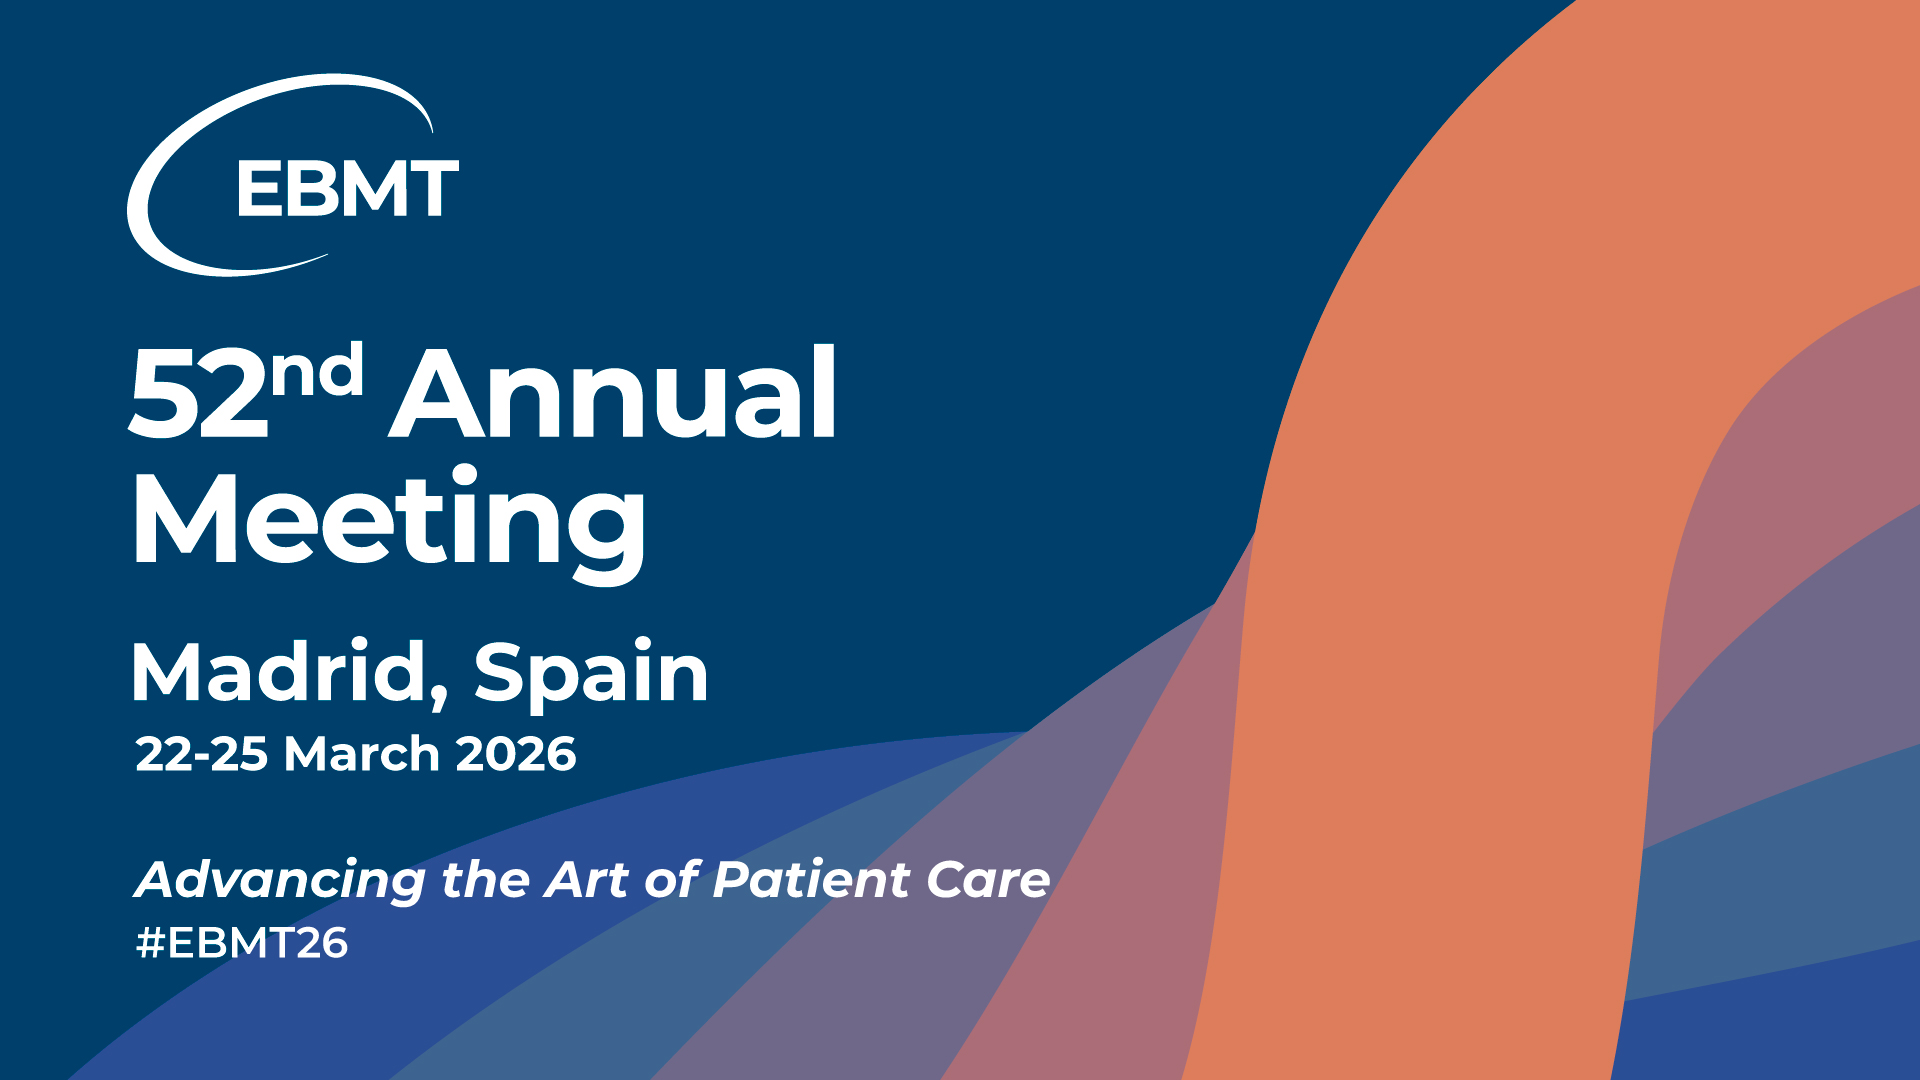 EBMT
52nd Annual
Meeting
Madrid, Spain
22-25 March 2026
Advancing the Art of Patient Care
#EBMT26